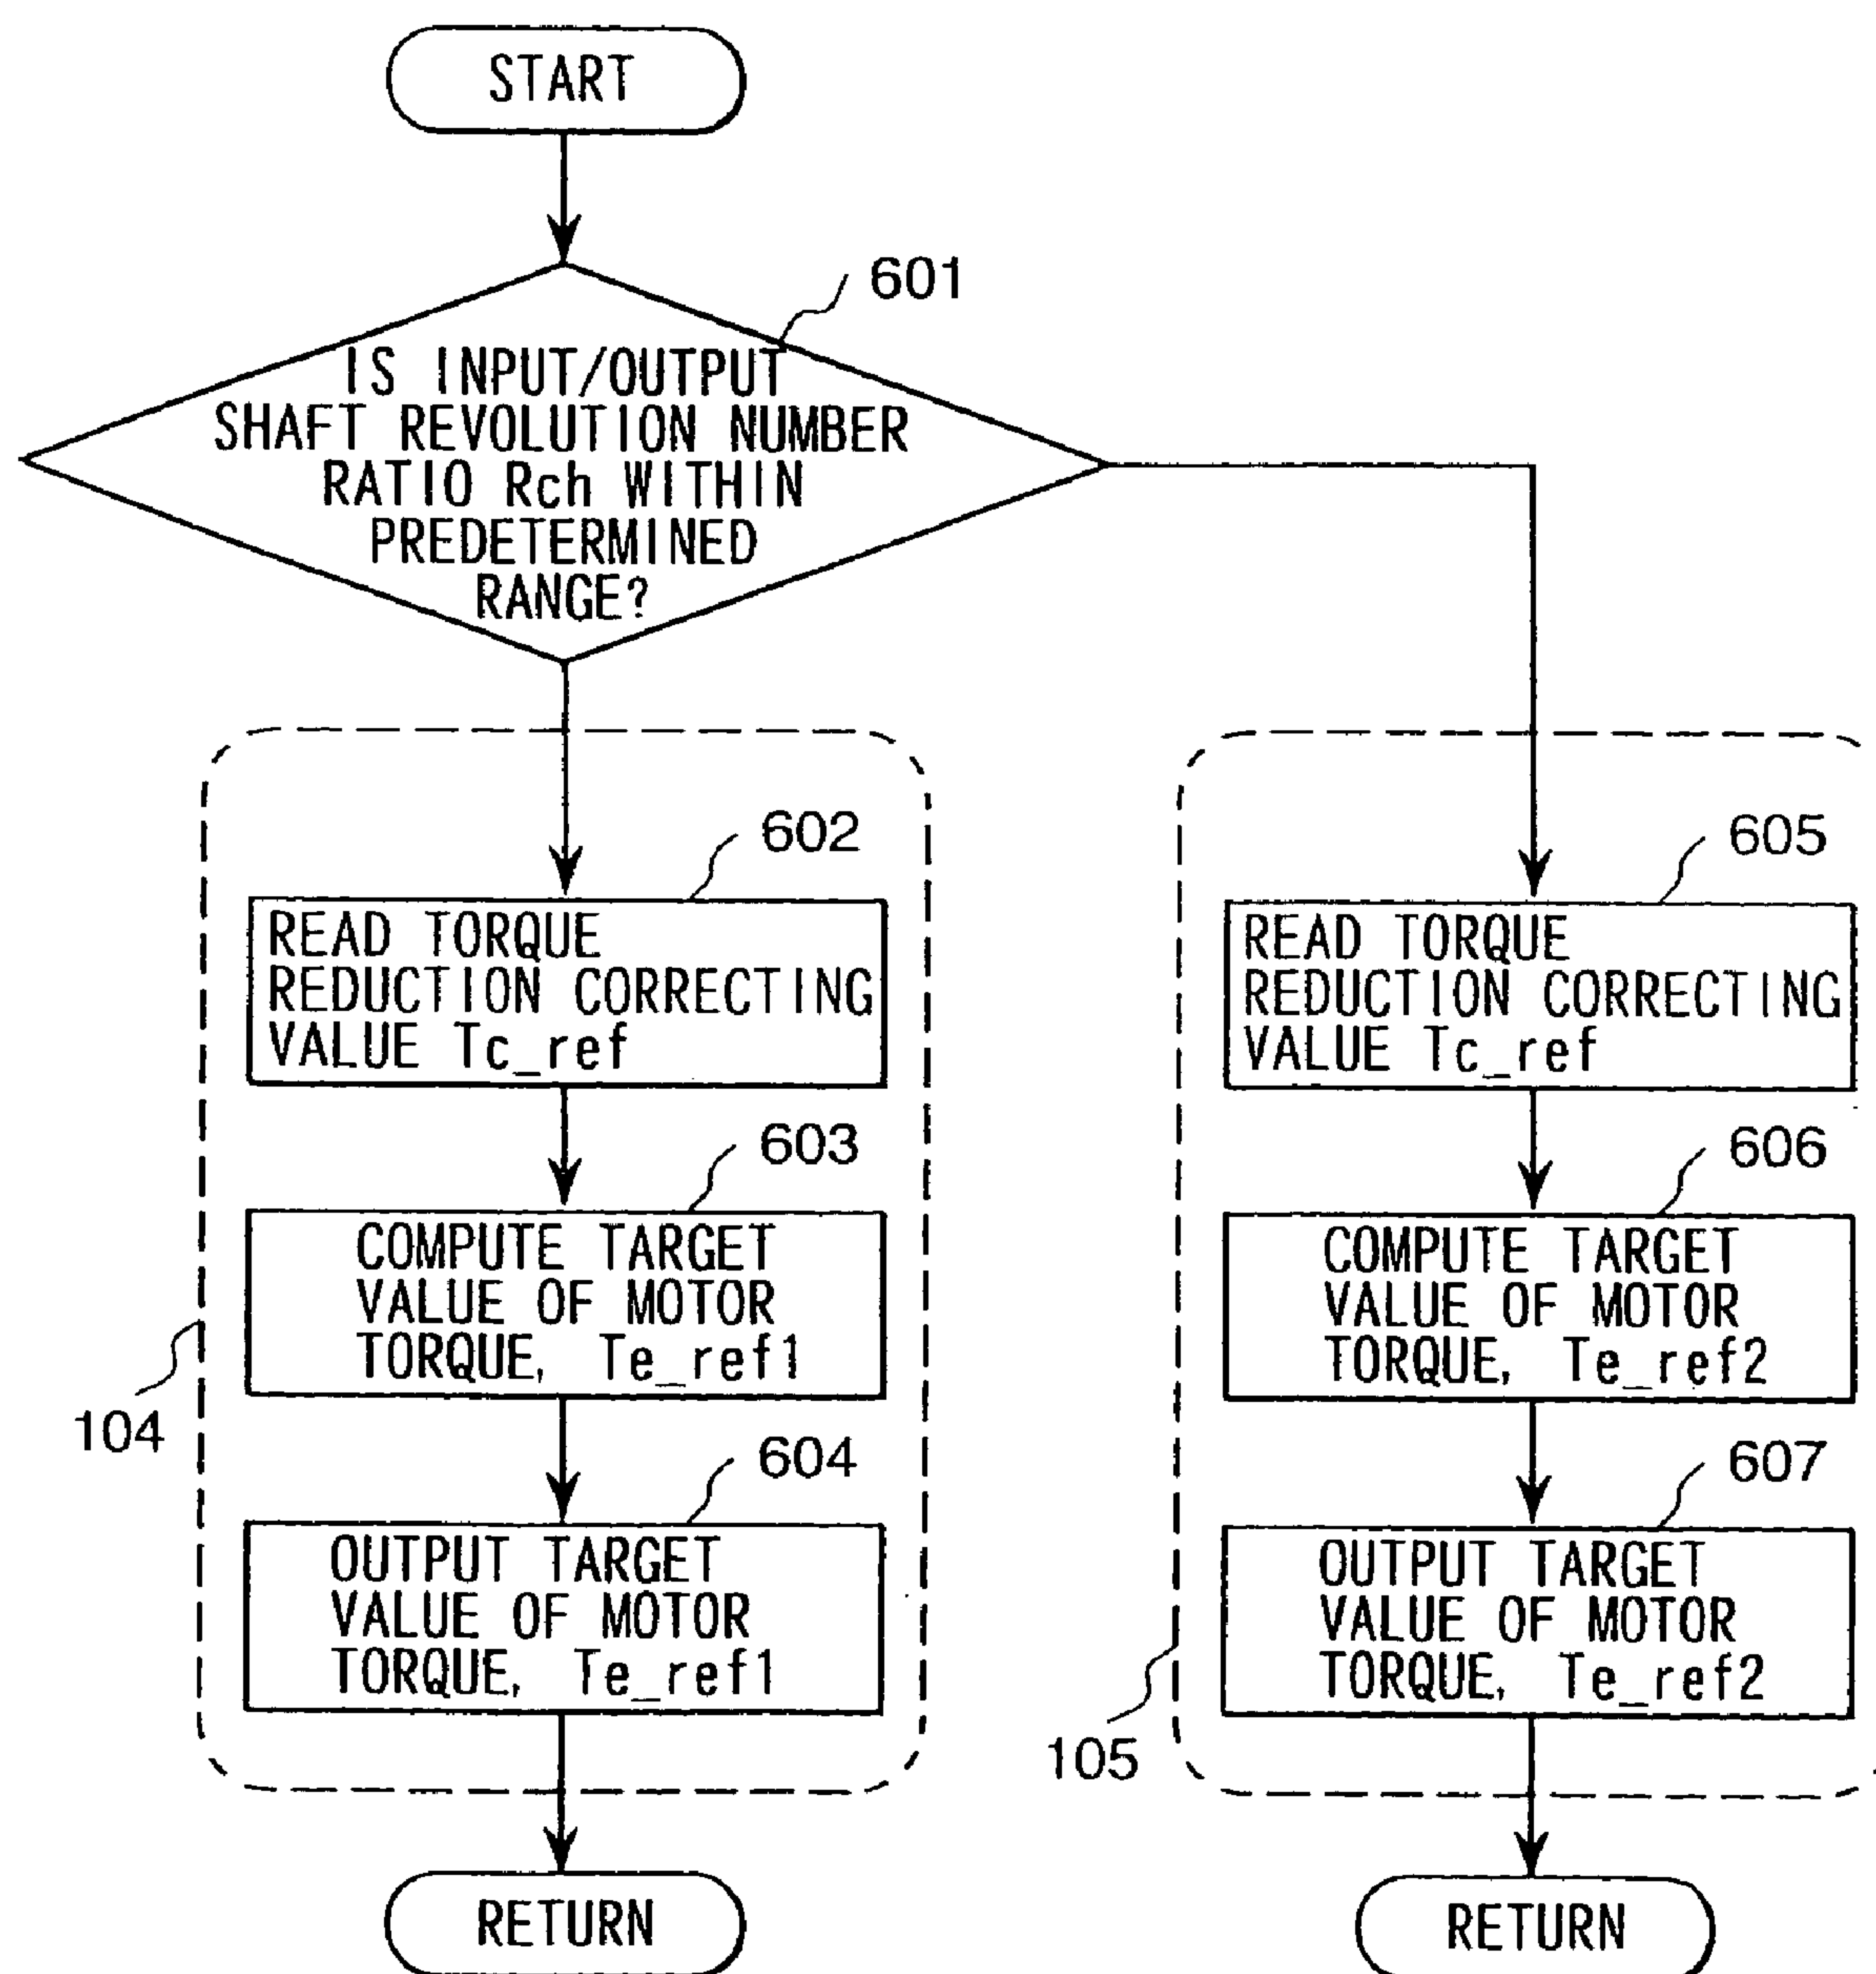 START
601
IS INPUT/OUTPUT
SHAFT REVOLUTION NUMBER
RATIO Rch WITHIN
PREDETERMINED
RANGE?
602
READ TORQUE
REDUCTION CORRECTING
VALUE Tc_ref
603
COMPUTE TARGET
VALUE OF MOTOR
TORQUE, Te_ref1
104
604
OUTPUT TARGET
VALUE OF MOTOR
TORQUE, Te_ref1
RETURN
605
READ TORQUE
REDUCTION CORRECTING
VALUE Tc_ref
606
COMPUTE TARGET
VALUE OF MOTOR
TORQUE, Te_ref2
607
OUTPUT TARGET
VALUE OF MOTOR
TORQUE, Te_ref2
105
RETURN